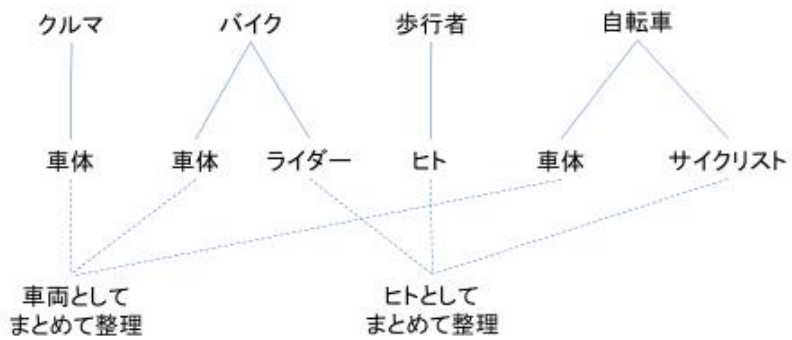 クルマ バイク 歩行者 自転車
車体 車体 ライダー ヒト 車体 サイクリスト
車両として
まとめて整理
ヒトとして
まとめて整理